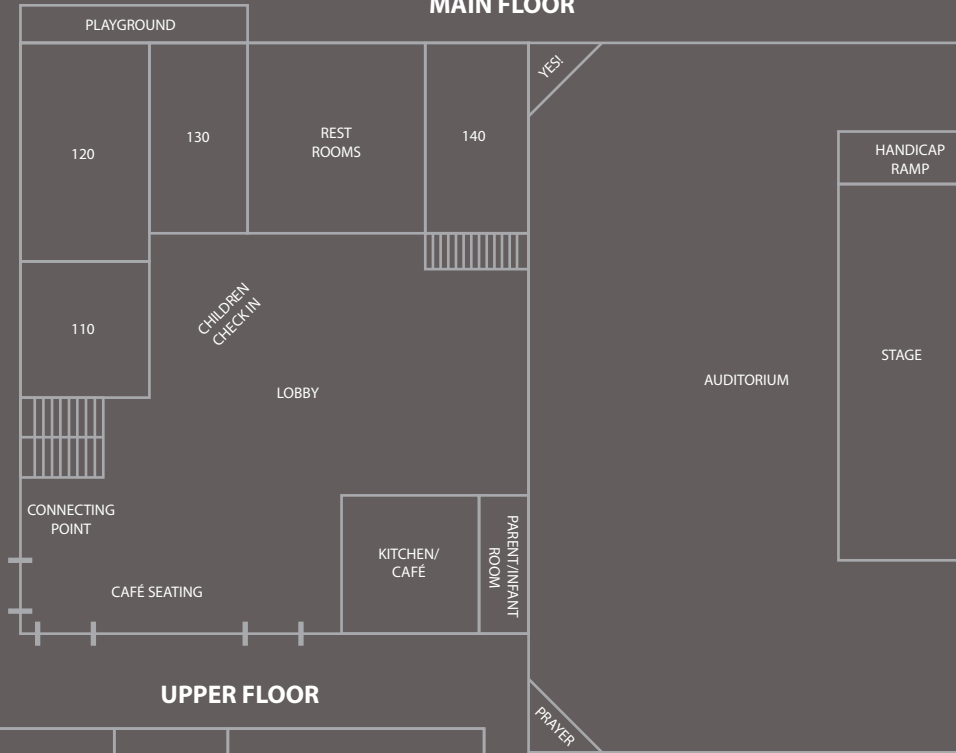 MAIN FLOOR
PLAYGROUND
YES!
120
130
REST
ROOMS
140
HANDICAP
RAMP
CHILDREN
CHECK IN
110
LOBBY
AUDITORIUM
STAGE
CONNECTING
POINT
KITCHEN/
CAFÉ
PARENT/INFANT
ROOM
CAFÉ SEATING
UPPER FLOOR
PRAYER